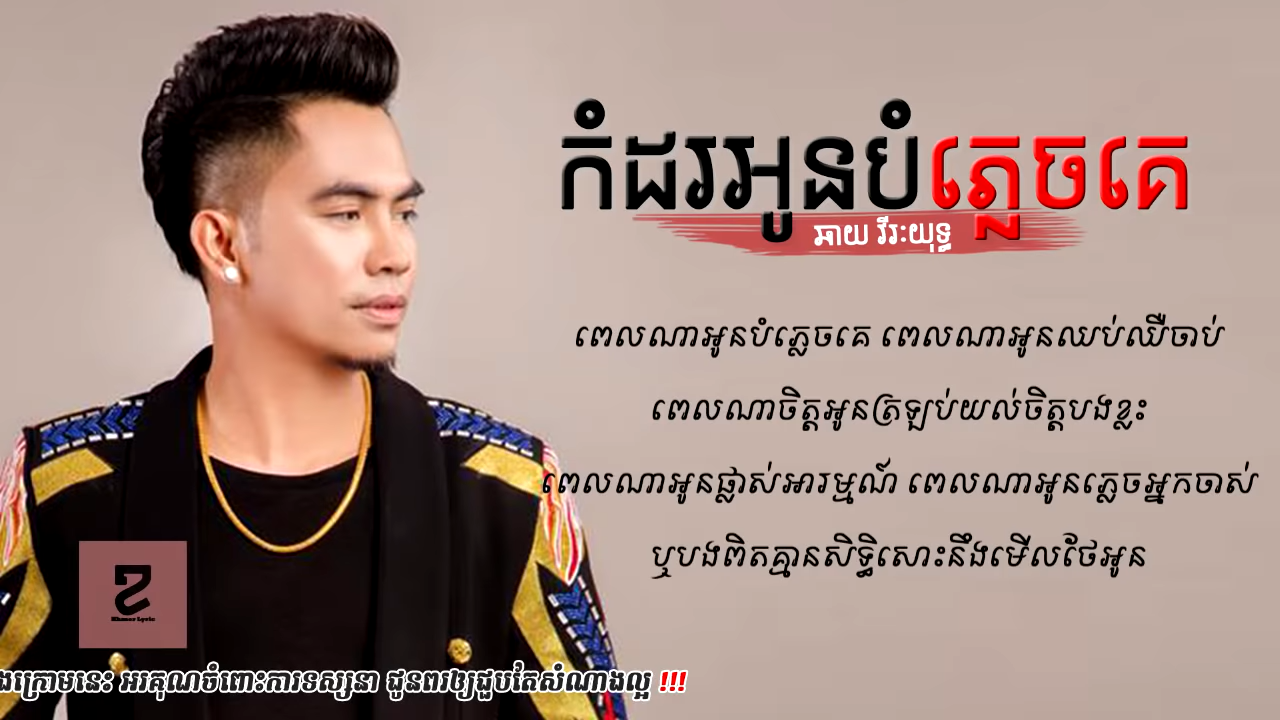 កំដរអូនបំភ្លេចគេ
ឆាយ វីរៈយុទ្ធ
ពេលណាអូនបំភ្លេចគេ ពេលណាអូនឈប់ឈឺចាប់
ពេលណាចិត្តអូនត្រឡប់យល់ចិត្តបងខ្លះ
ពេលណាអូនផ្លាស់អារម្មណ៍ ពេលណាអូនភ្លេចអ្នកចាស់
ឬបងពិតគ្មានសិទ្ធិសោះនឹងមើលថែអូន
Khmer Lyric
ងក្រោមនេះ អរគុណចំពោះការទស្សនា ជូនពរឲ្យជួបតែសំណាងល្អ !!!